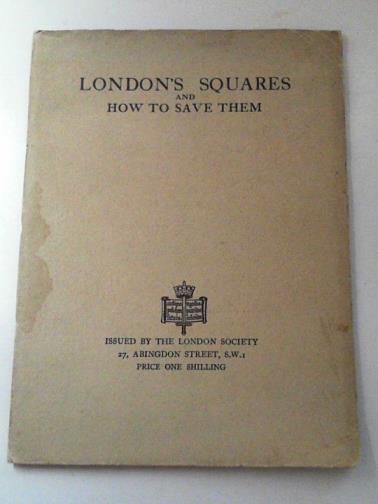 LONDON'S SQUARES
AND
HOW TO SAVE THEM
ISSUED BY THE LONDON SOCIETY
27, ABINGDON STREET, S.W.1
PRICE ONE SHILLING